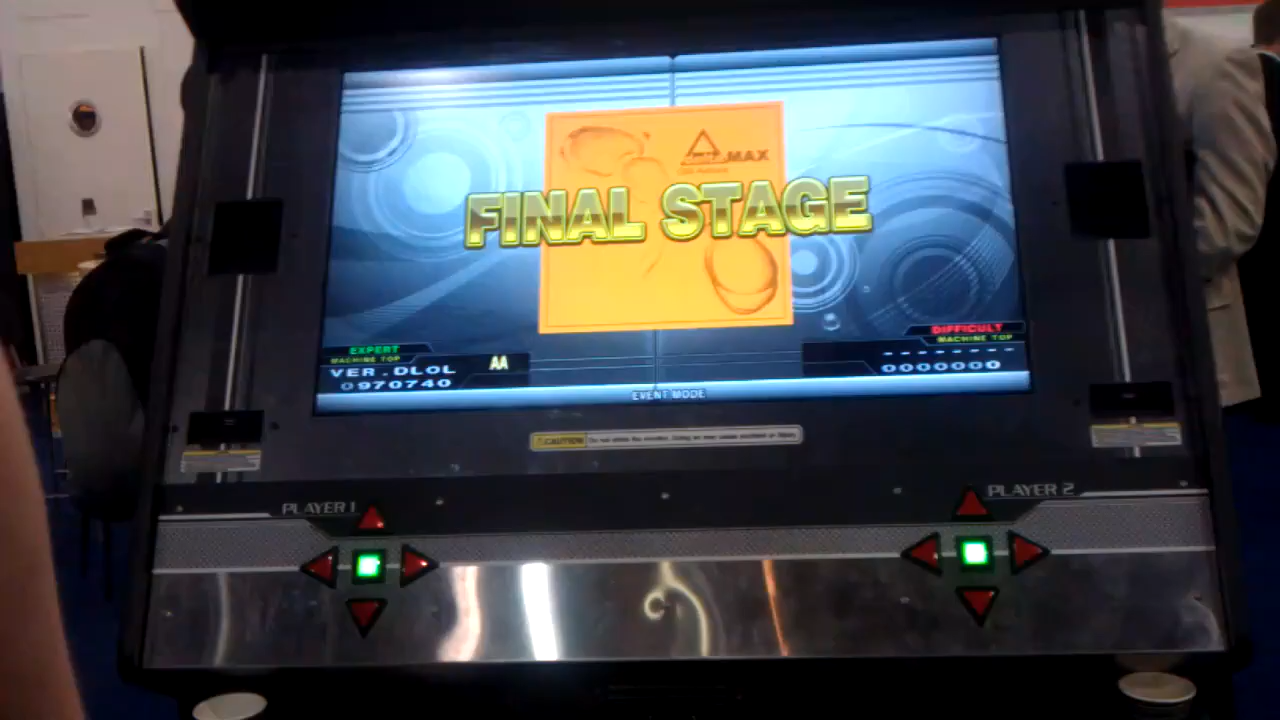 MAX
FINAL STAGE
EXPERT
MACHINE TOP
VER.DLOL
0970740
AA
DIFFICULT
MACHINE TOP
- - - - - - - -
0000000
EVENT MODE
CAUTION
PLAYER 1
PLAYER 2